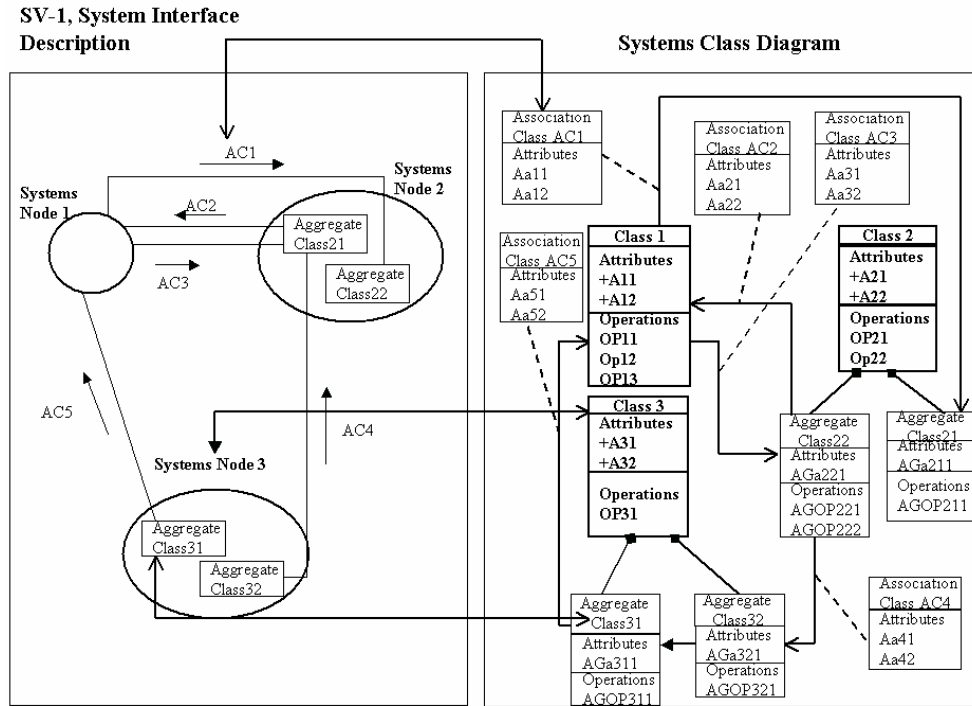 SV-1, System Interface
Description
AC1
Systems
Node 1
Systems
Node 2
AC2
Aggregate
Class21
Aggregate
Class22
AC3
AC5
AC4
Systems Node 3
Aggregate
Class31
Aggregate
Class32
Systems Class Diagram
Association
Class AC1
Attributes
Aa11
Aa12
Association
Class AC2
Attributes
Aa21
Aa22
Association
Class AC3
Attributes
Aa31
Aa32
Association
Class AC5
Attributes
Aa51
Aa52
Class 1
Attributes
+A11
+A12
Operations
OP11
Op12
OP13
Class 2
Attributes
+A21
+A22
Operations
OP21
Op22
Class 3
Attributes
+A31
+A32
Operations
OP31
Aggregate
Class22
Attributes
AGa221
Operations
AGOP221
AGOP222
Aggregate
Class21
Attributes
AGa211
Operations
AGOP211
Aggregate
Class31
Attributes
AGa311
Operations
AGOP311
Aggregate
Class32
Attributes
AGa321
Operations
AGOP321
Association
Class AC4
Attributes
Aa41
Aa42